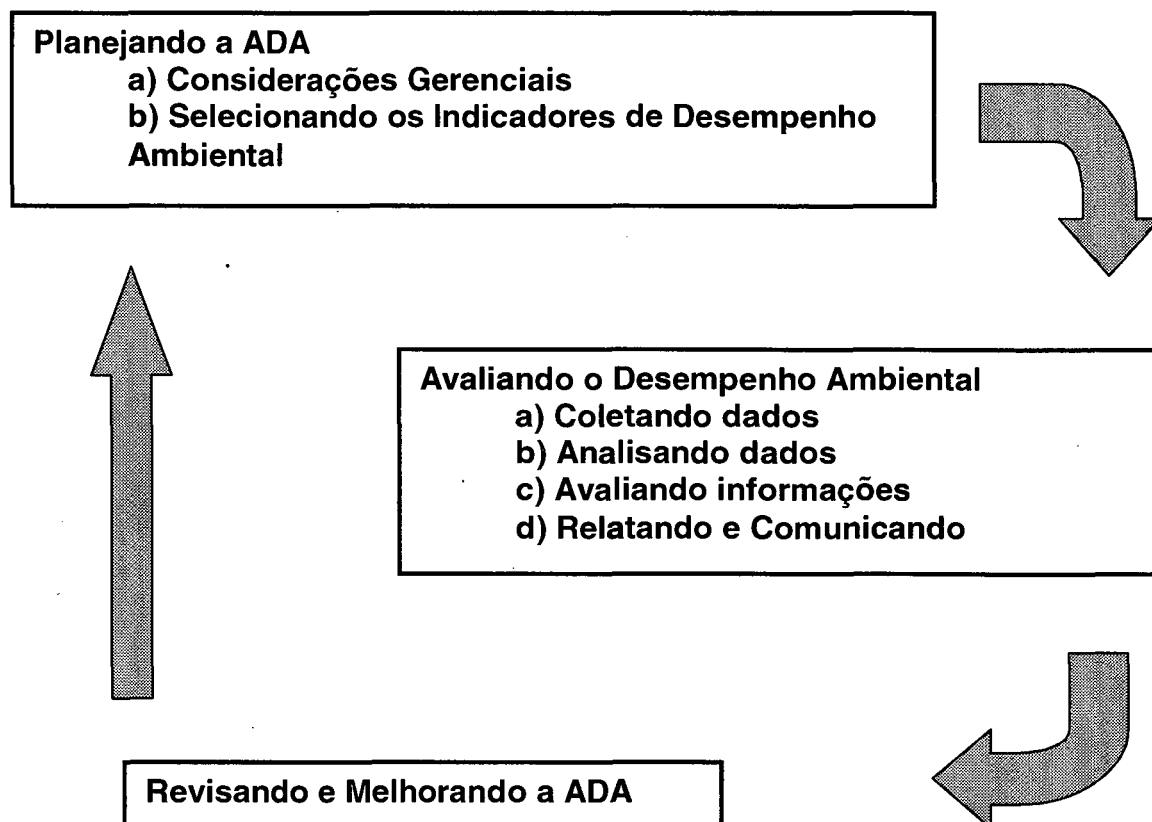 Planejando a ADA
a) Considerações Gerenciais
b) Selecionando os Indicadores de Desempenho
Ambiental
Avaliando o Desempenho Ambiental
a) Coletando dados
b) Analisando dados
c) Avaliando informações
d) Relatando e Comunicando
Revisando e Melhorando a ADA